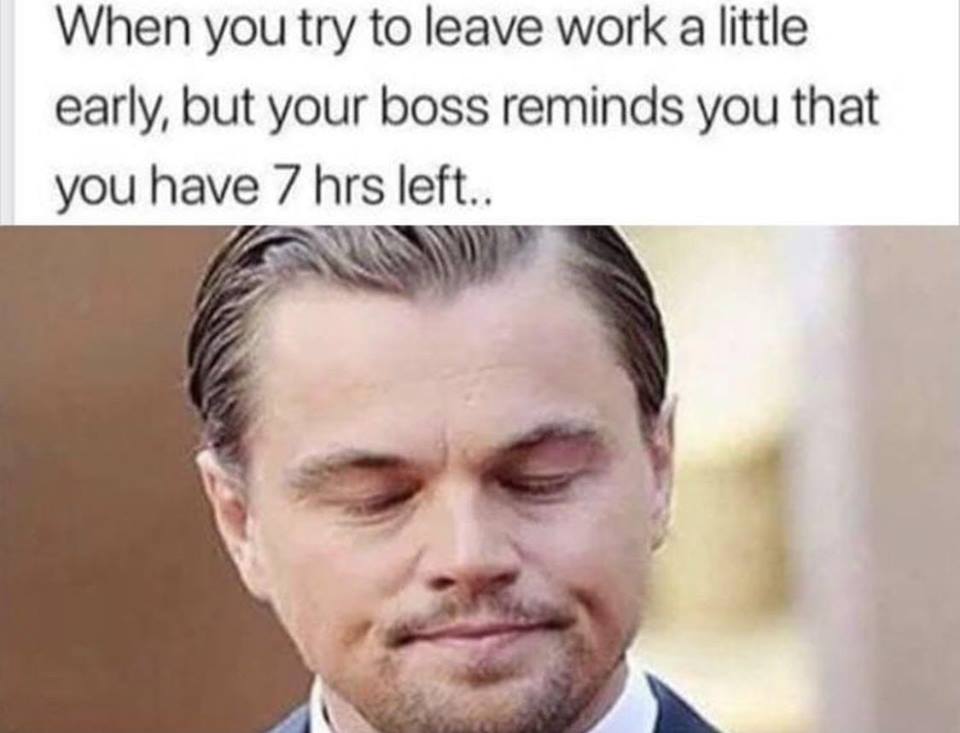 When you try to leave work a little
early, but your boss reminds you that
you have 7 hrs left..